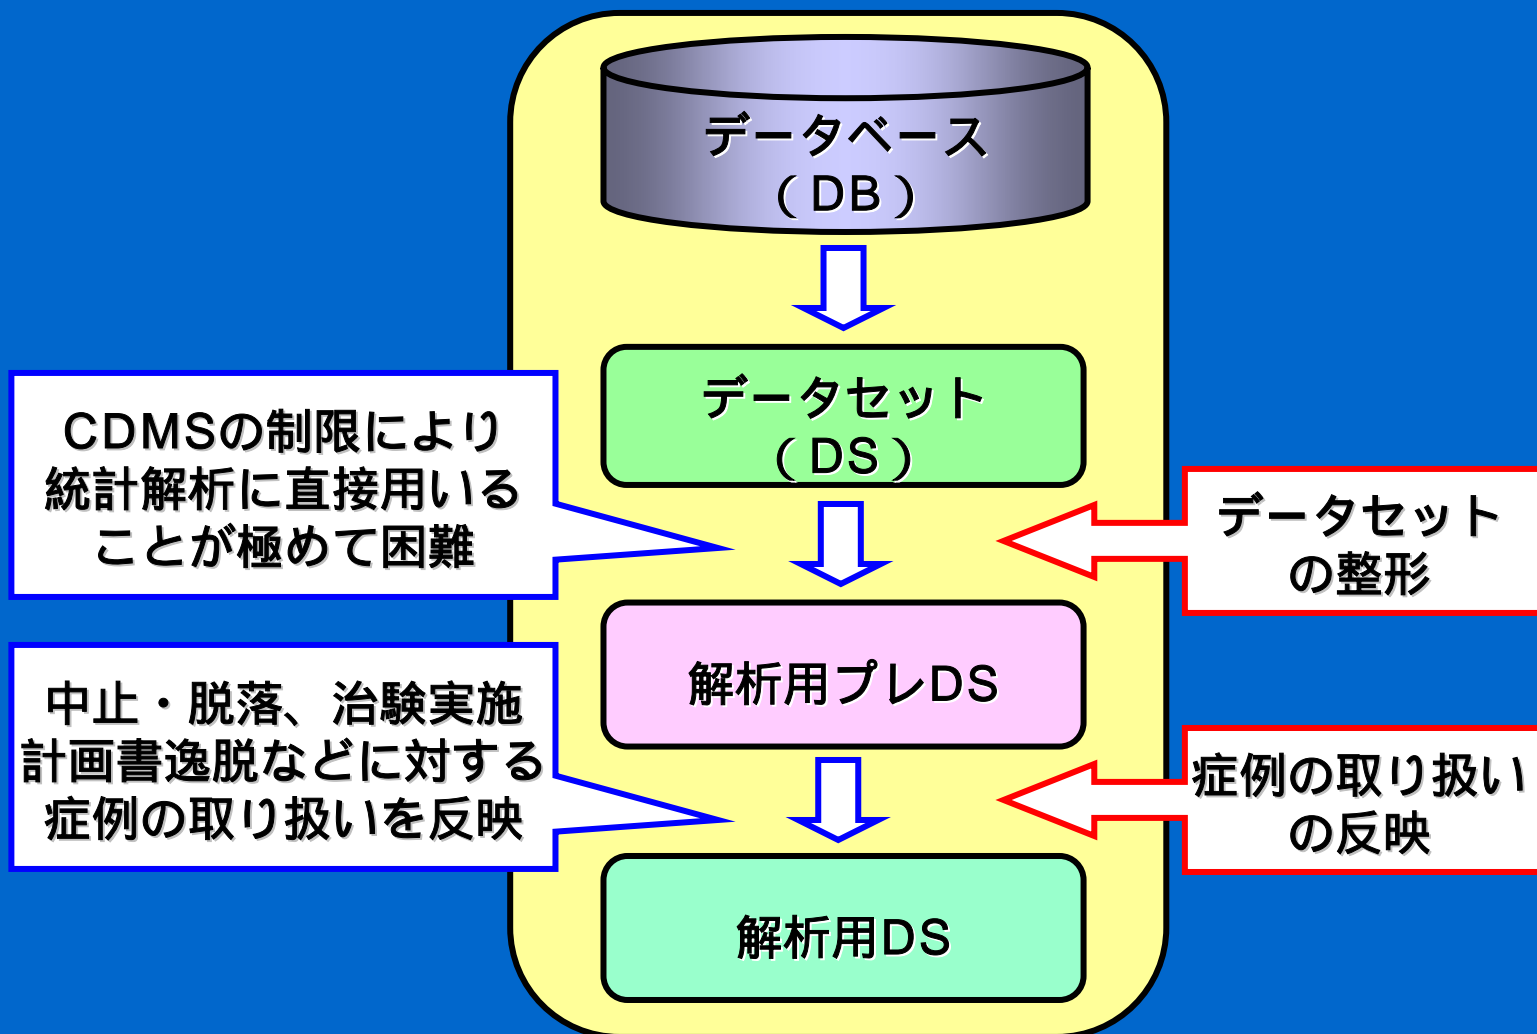 データベース
（DB）
データセット
（DS）
CDMSの制限により
統計解析に直接用いる
ことが極めて困難
データセット
の整形
解析用プレDS
中止・脱落、治験実施
計画書逸脱などに対する
症例の取り扱いを反映
症例の取り扱い
の反映
解析用DS